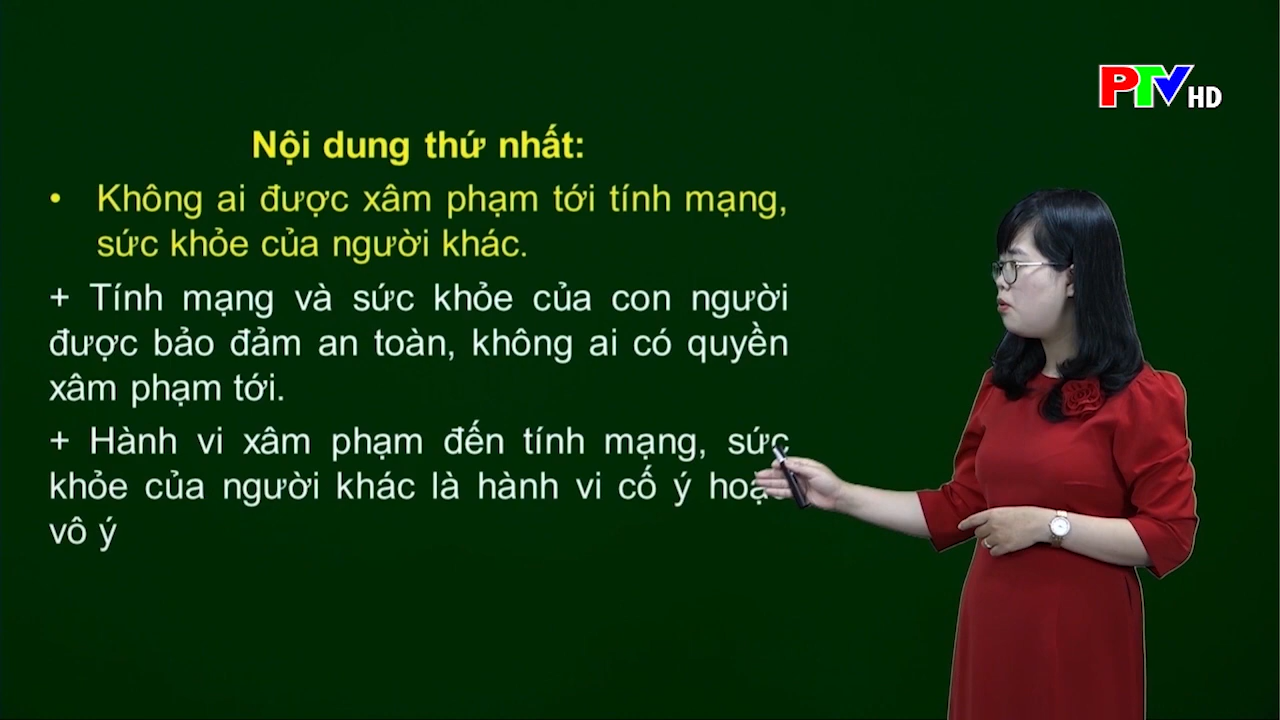 PTV HD
Nội dung thứ nhất:
• Không ai được xâm phạm tới tính mạng,
sức khỏe của người khác.
+ Tính mạng và sức khỏe của con người
được bảo đảm an toàn, không ai có quyền
xâm phạm tới.
+ Hành vi xâm phạm đến tính mạng, sức
khỏe của người khác là hành vi cố ý hoặc
vô ý